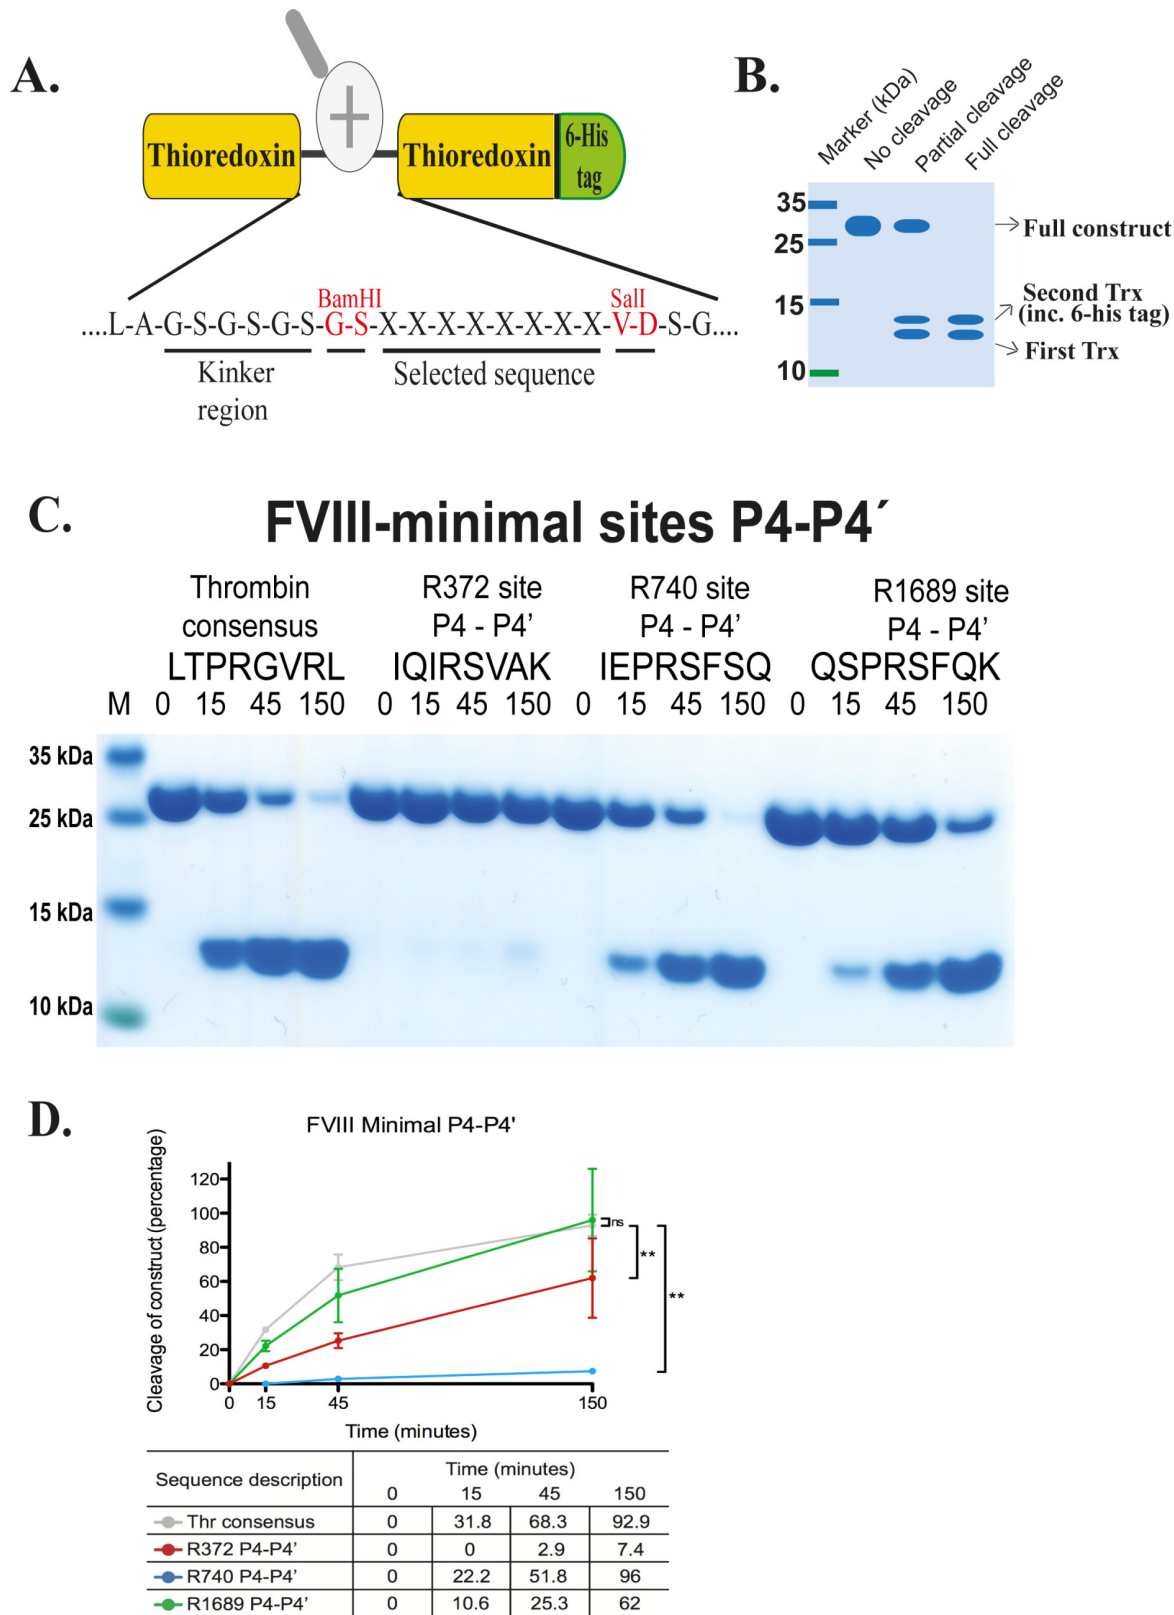 A.
Thioredoxin
Thioredoxin
6-His
tag
BamHI
SalI
....L-A-G-S-G-S-G-S-G-S-X-X-X-X-X-X-X-X-V-D-S-G....
Kinker
region
Selected sequence
B.
Marker (kDa)
No cleavage
Partial cleavage
Full cleavage
35
25
15
10
Full construct
Second Trx
(inc. 6-his tag)
First Trx
C.
FVIII-minimal sites P4-P4´
Thrombin
consensus
LTPRGVRL
R372 site
P4 - P4’
IQIRSVAK
R740 site
P4 - P4’
IEPRSFSQ
R1689 site
P4 - P4’
QSPRSFQK
M 0 15 45 150 0 15 45 150 0 15 45 150 0 15 45 150
35 kDa
25 kDa
15 kDa
10 kDa
D.
FVIII Minimal P4-P4'
Cleavage of construct (percentage)
120
100
80
60
40
20
0
0 15 45 150
Time (minutes)
ns
**
**
Sequence description
Time (minutes)
0 15 45 150
Thr consensus 0 31.8 68.3 92.9
R372 P4-P4’ 0 0 2.9 7.4
R740 P4-P4’ 0 22.2 51.8 96
R1689 P4-P4’ 0 10.6 25.3 62